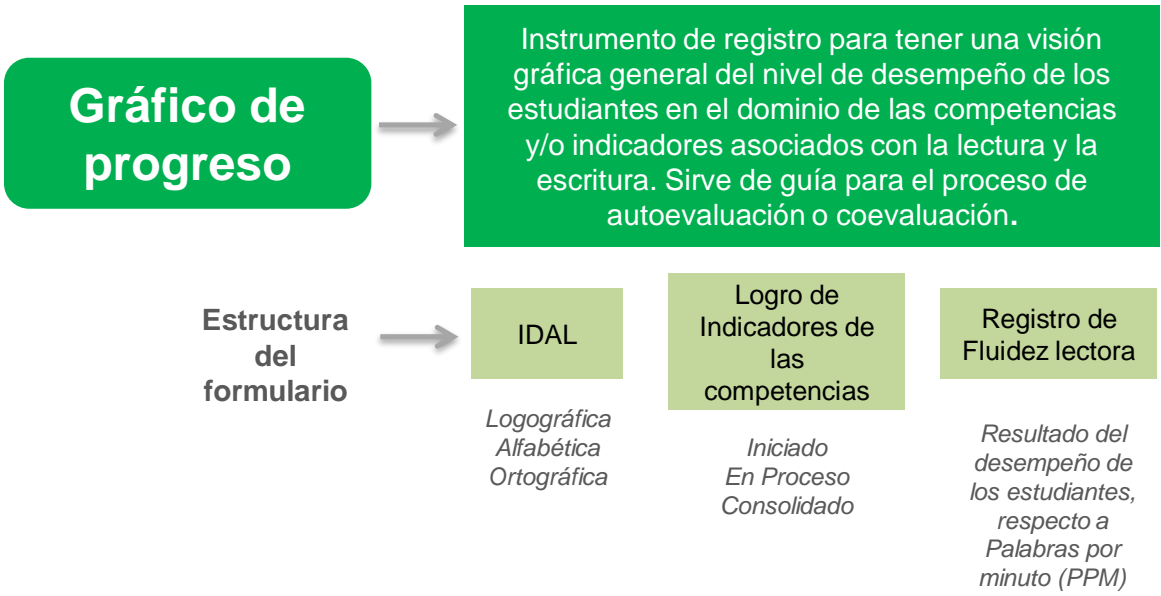 Gráfico de
progreso
Instrumento de registro para tener una visión
gráfica general del nivel de desempeño de los
estudiantes en el dominio de las competencias
y/o indicadores asociados con la lectura y la
escritura. Sirve de guía para el proceso de
autoevaluación o coevaluación.
Estructura
del
formulario
IDAL
Logográfica
Alfabética
Ortográfica
Logro de
Indicadores de
las
competencias
Iniciado
En Proceso
Consolidado
Registro de
Fluidez lectora
Resultado del
desempeño de
los estudiantes,
respecto a
Palabras por
minuto (PPM)